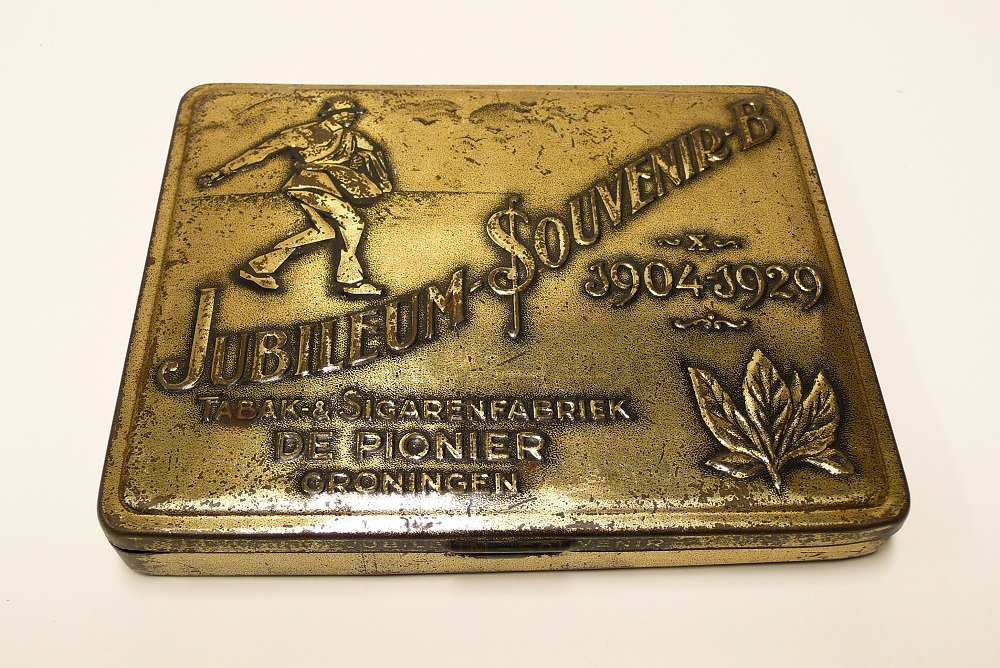 JUBILEUM-SOUVENIR-B
1904-1929
TABAK-& SIGARENFABRIEK
DE PIONIER
GRONINGEN